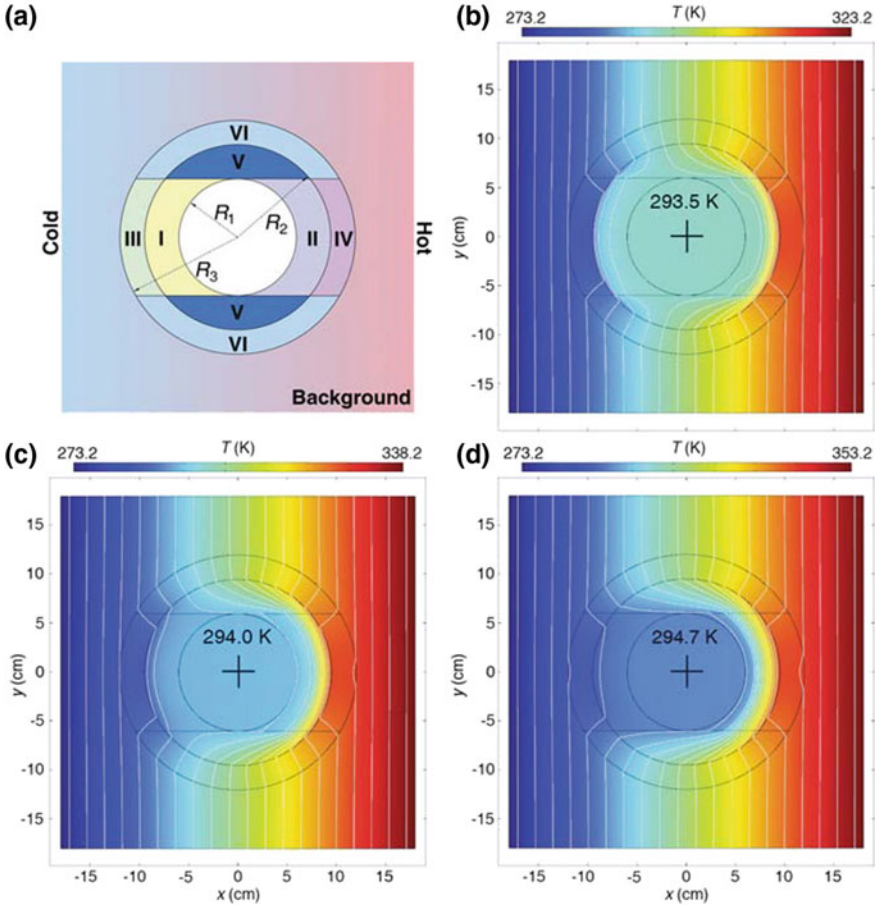 (a)
VI
V
Cold
III
I
R1
R2
R3
II
IV
Hot
V
VI
Background
(b)
T (K)
273.2
323.2
15
10
5
0
-5
-10
-15
y (cm)
293.5 K
(c)
T (K)
273.2
338.2
15
10
5
0
-5
-10
-15
y (cm)
294.0 K
-15 -10 -5 0 5 10 15
x (cm)
(d)
T (K)
273.2
353.2
15
10
5
0
-5
-10
-15
y (cm)
294.7 K
-15 -10 -5 0 5 10 15
x (cm)